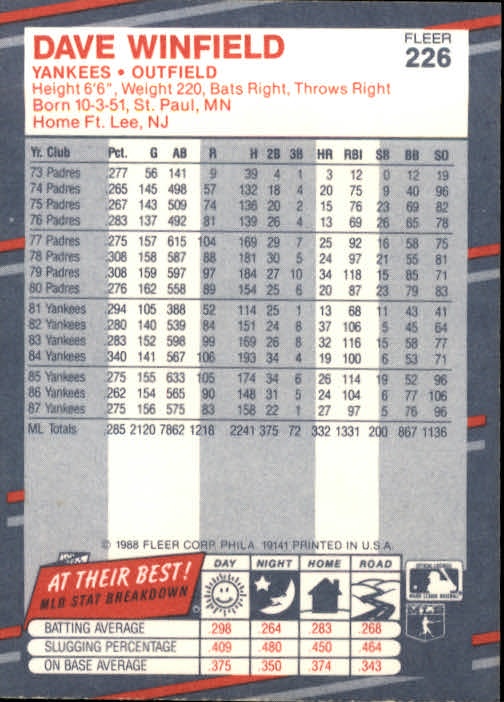 DAVE WINFIELD
FLEER
226
YANKEES • OUTFIELD
Height 6'6", Weight 220, Bats Right, Throws Right
Born 10-3-51, St. Paul, MN
Home Ft. Lee, NJ
Yr. Club Pct. G AB R H 2B 3B HR RBI SB BB SO
73 Padres .277 56 141 9 39 4 1 3 12 0 12 19
74 Padres .265 145 498 57 132 18 4 20 75 9 40 96
75 Padres .267 143 509 74 136 20 2 15 76 23 69 82
76 Padres .283 137 492 81 139 26 4 13 69 26 65 78
77 Padres .275 157 615 104 169 29 7 25 92 16 58 75
78 Padres .308 158 587 88 181 30 5 24 97 21 55 81
79 Padres .308 159 597 97 184 27 10 34 118 15 85 71
80 Padres .276 162 558 89 154 25 6 20 87 23 79 83
81 Yankees .294 105 388 52 114 25 1 13 68 11 43 41
82 Yankees .280 140 539 84 151 24 8 37 106 5 45 64
83 Yankees .283 152 598 99 169 26 8 32 116 15 58 77
84 Yankees .340 141 567 106 193 34 4 19 100 6 53 71
85 Yankees .275 155 633 105 174 34 6 26 114 19 52 96
86 Yankees .262 154 565 90 148 31 5 24 104 6 77 106
87 Yankees .275 156 575 83 158 22 1 27 97 5 76 96
ML Totals .285 2120 7862 1218 2241 375 72 332 1331 200 867 1136
© 1988 FLEER CORP. PHILA. 19141 PRINTED IN U.S.A.
AT THEIR BEST!
MLB STAT BREAKDOWN
DAY NIGHT HOME ROAD
BATTING AVERAGE .298 .264 .283 .268
SLUGGING PERCENTAGE .409 .480 .450 .464
ON BASE AVERAGE .375 .350 .374 .343